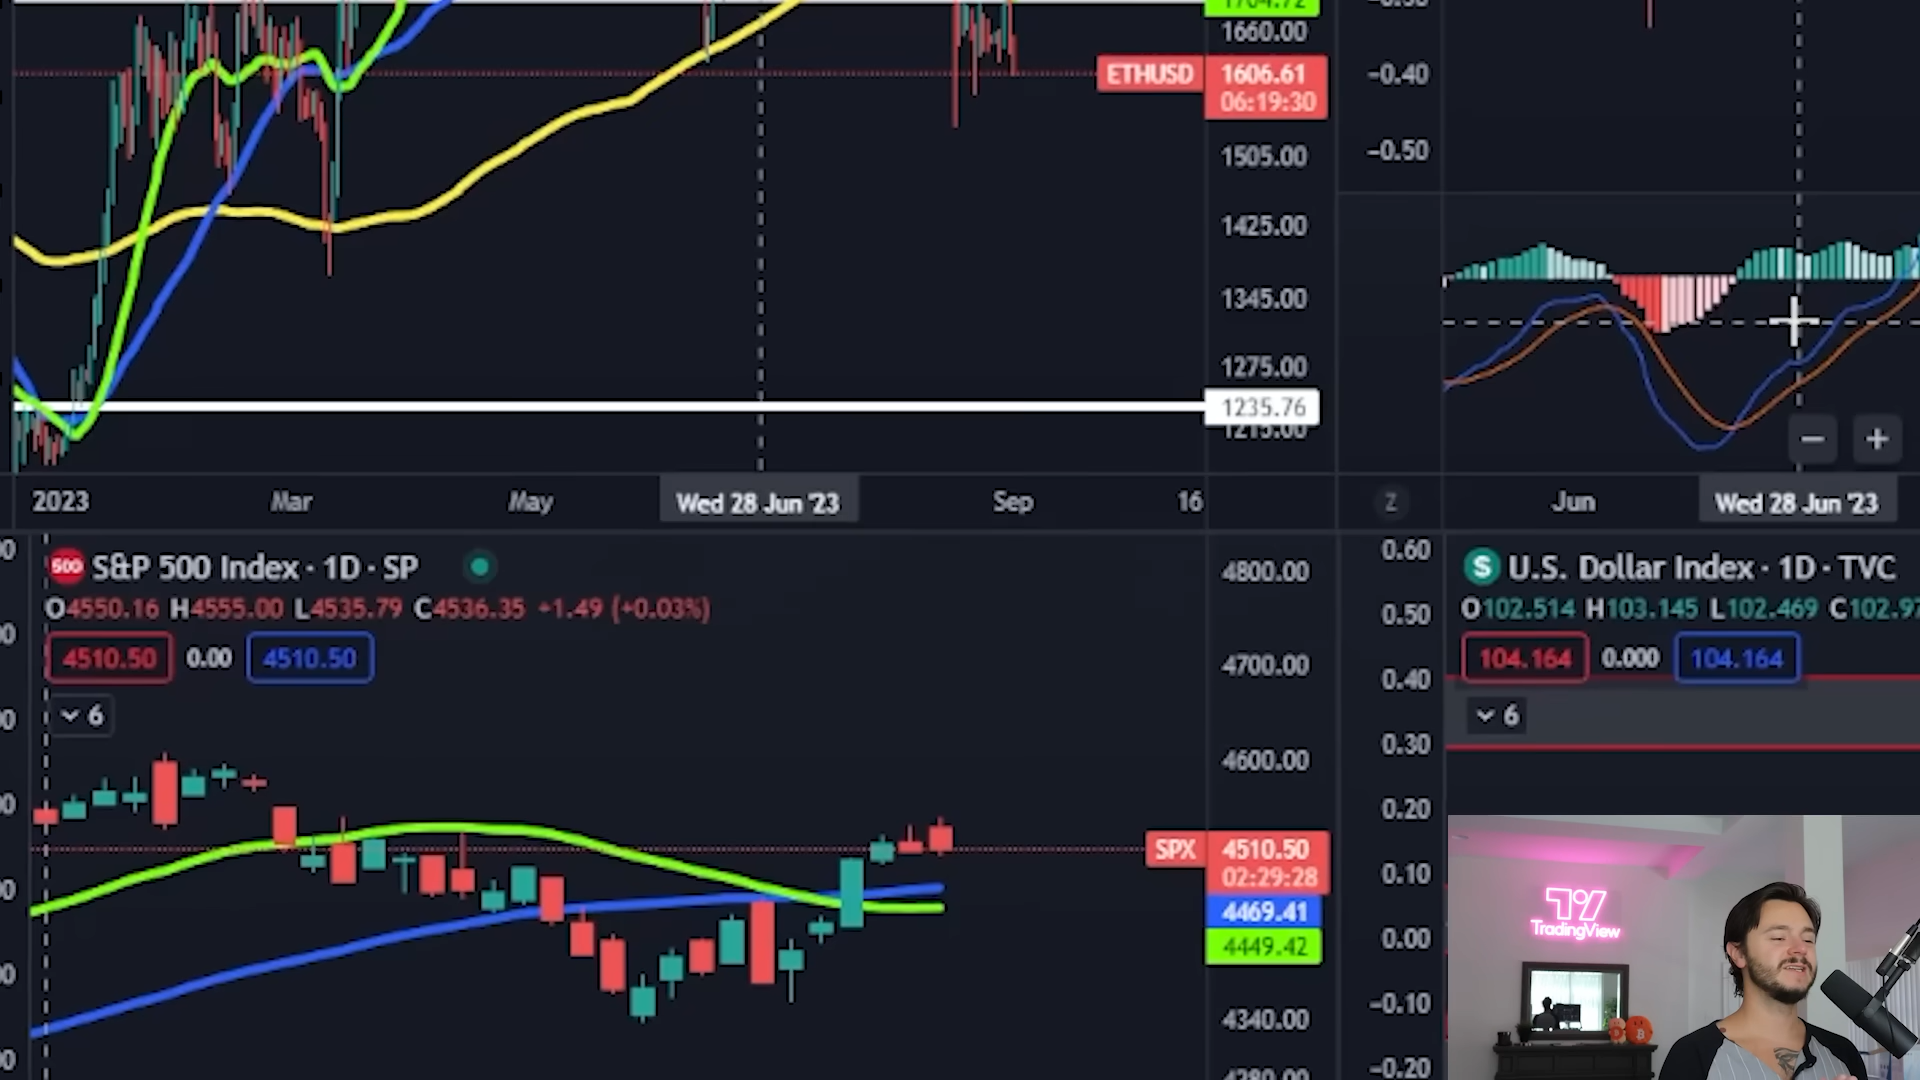 1704.72
1660.00
ETHUSD 1606.61
06:19:30
1505.00
1425.00
1345.00
1275.00
1235.76
1215.00
2023 Mar May Wed 28 Jun '23 Sep 16
-0.40
-0.50
− +
Z Jun Wed 28 Jun '23
500 S&P 500 Index · 1D · SP
O4550.16 H4555.00 L4535.79 C4536.35 +1.49 (+0.03%)
4510.50 0.00 4510.50
6
4800.00
4700.00
4600.00
SPX 4510.50
02:29:28
4469.41
4449.42
4340.00
4280.00
0.60
0.50
0.40
0.30
0.20
0.10
0.00
-0.10
-0.20
S U.S. Dollar Index · 1D · TVC
O102.514 H103.145 L102.469 C102.97
104.164 0.000 104.164
6
TradingView